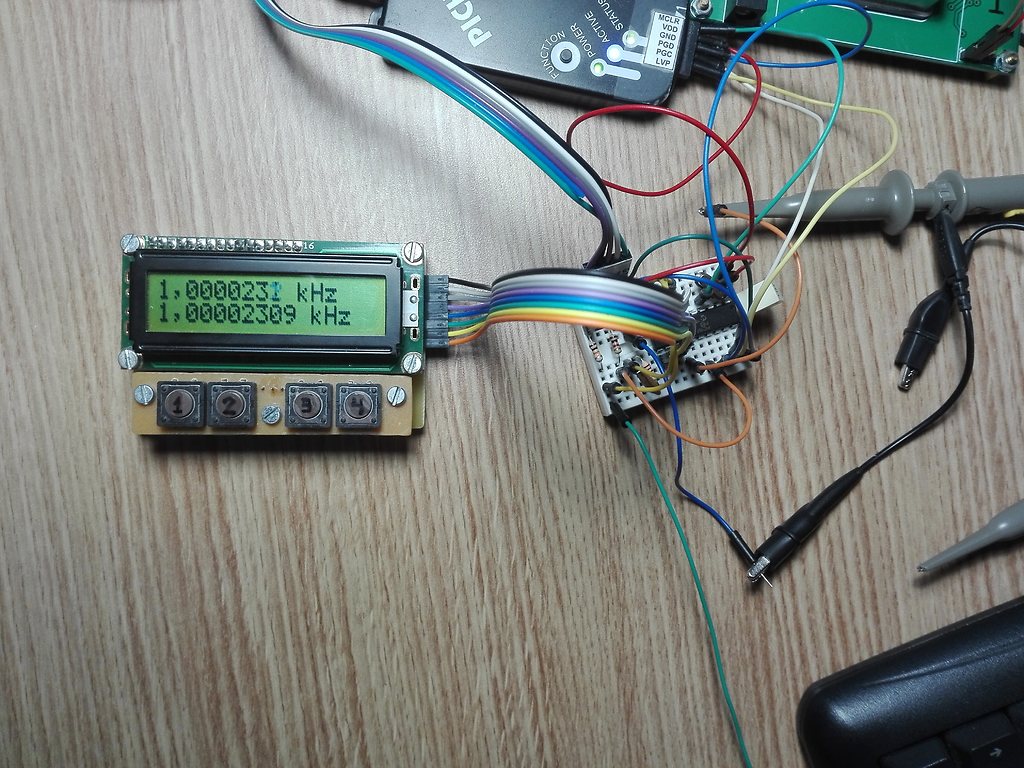 PICkit
FUNCTION
POWER
ACTIVE
STATUS
MCLR
VDD
GND
PGD
PGC
LVP
16
1,0000231 kHz
1,00002309 kHz
1 2 3 4